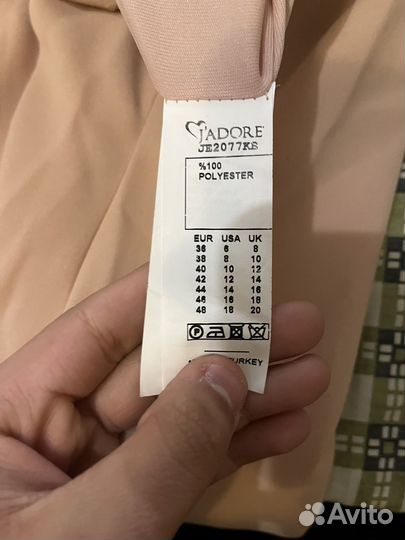 J'ADORE
JE2077KS
%100
POLYESTER
EUR USA UK
36 6 8
38 8 10
40 10 12
42 12 14
44 14 16
46 16 18
48 18 20
P
Avito